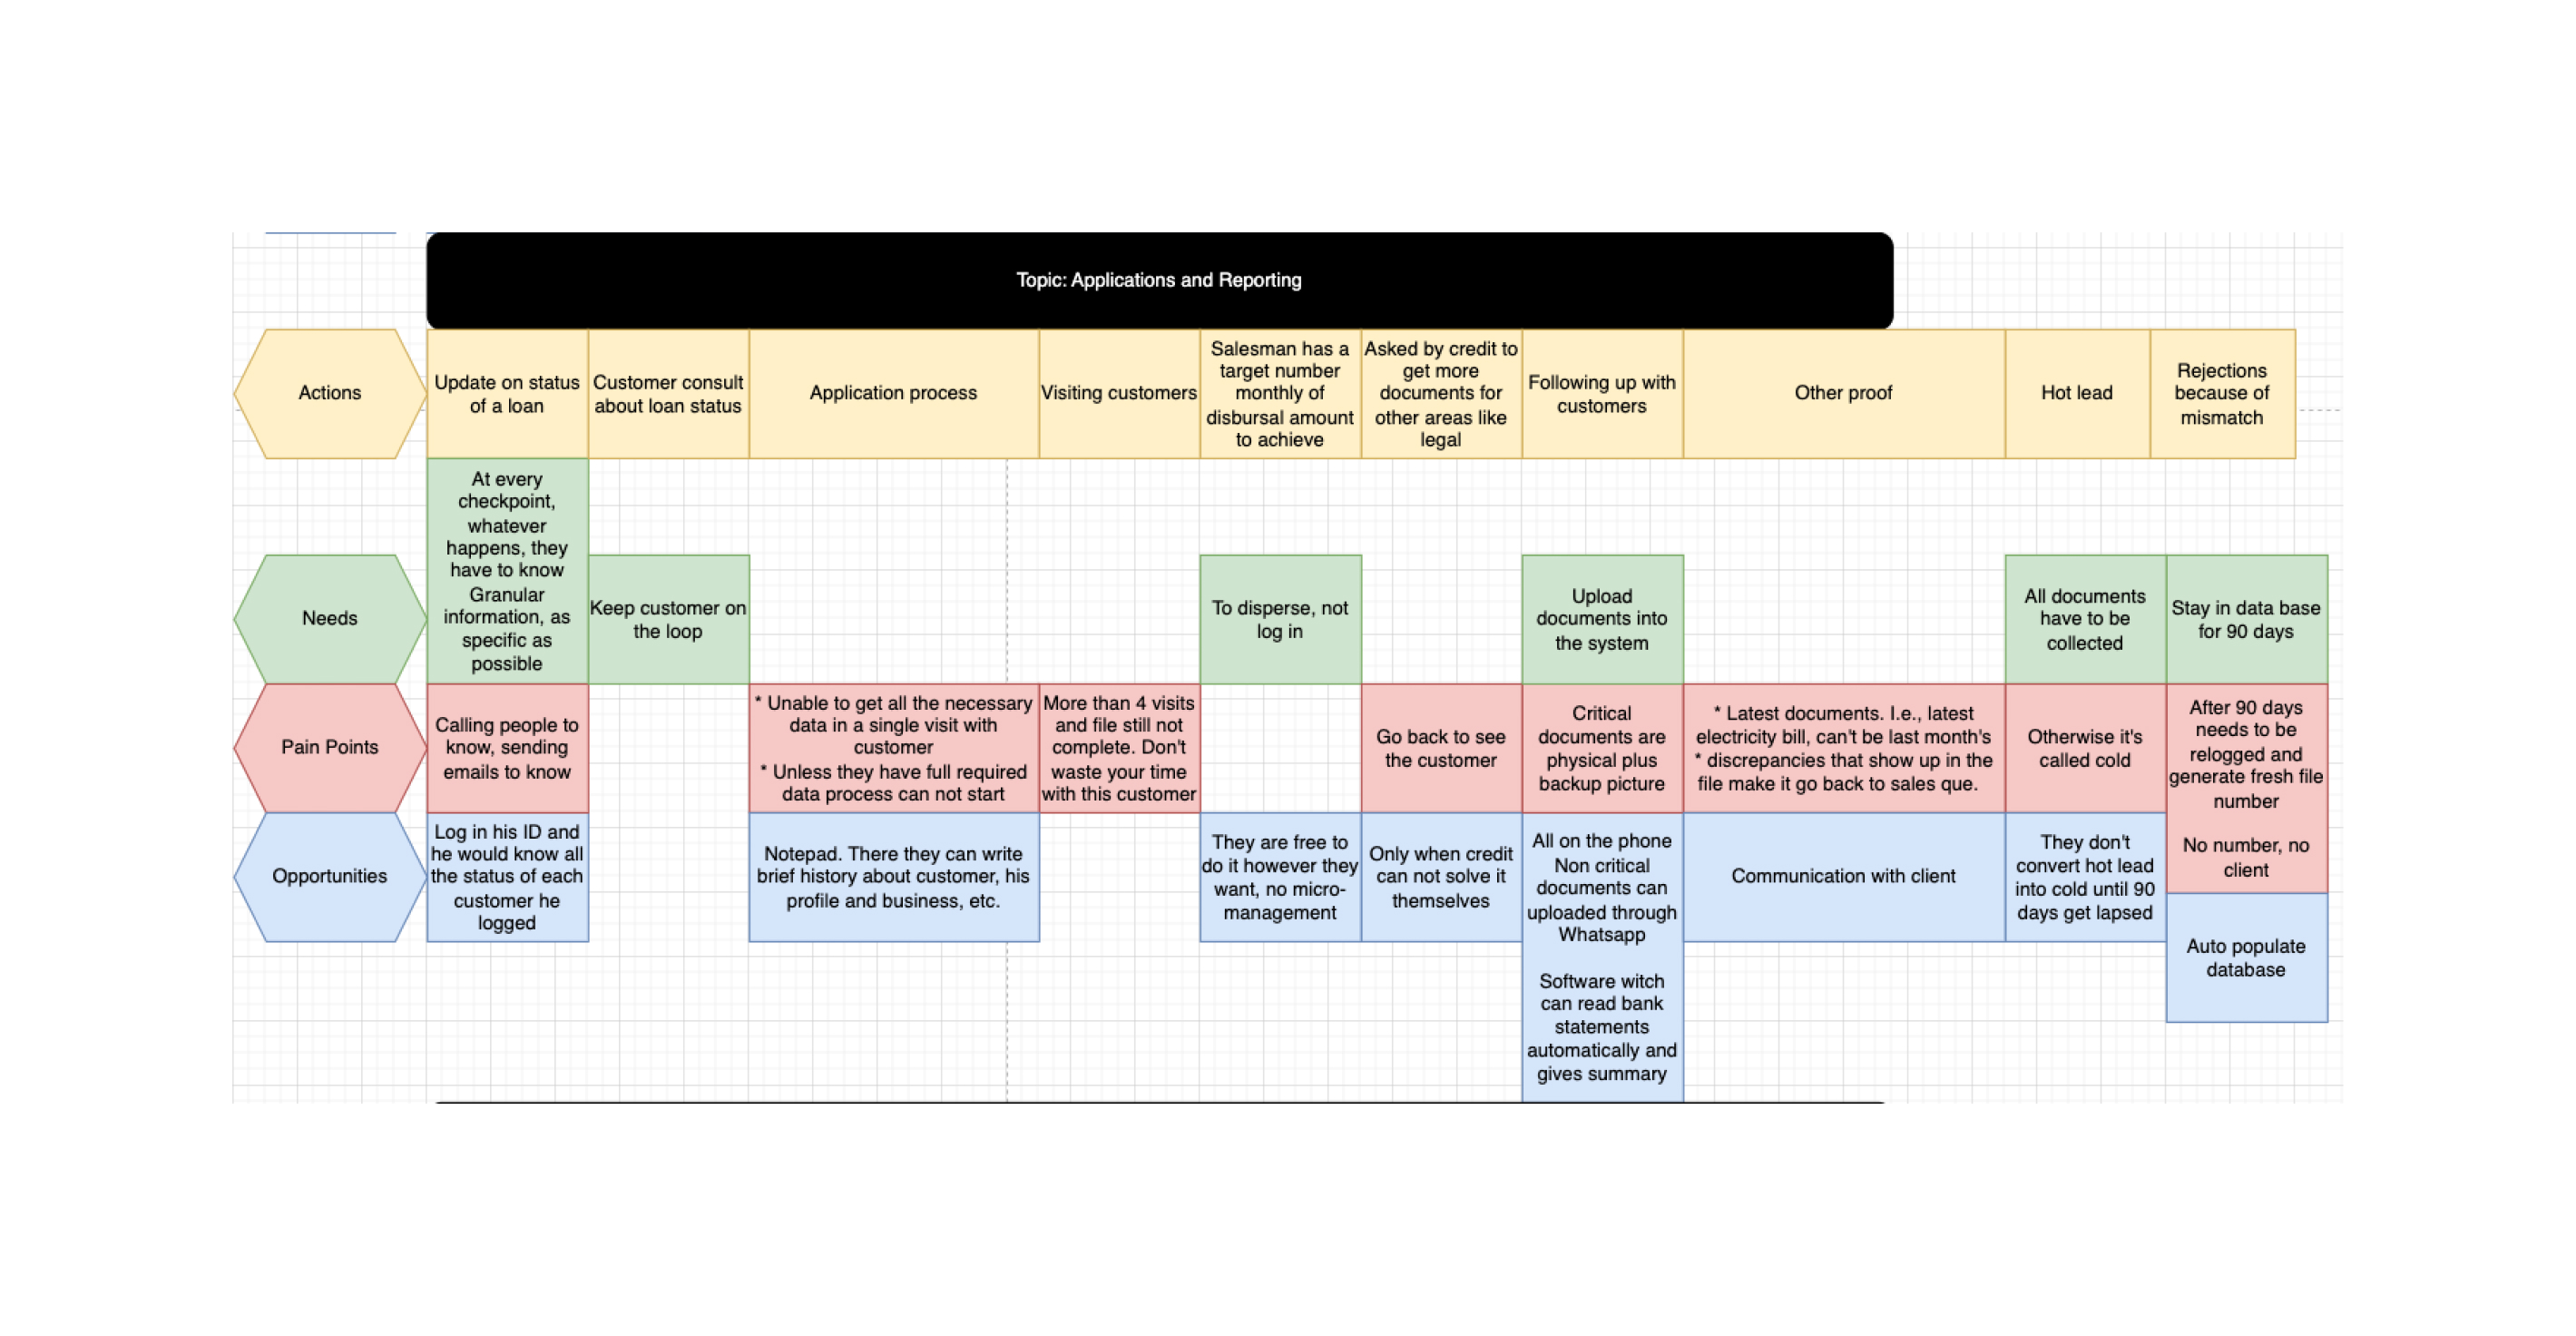 Topic: Applications and Reporting
Actions
Update on status
of a loan
Customer consult
about loan status
Application process
Visiting customers
Salesman has a
target number
monthly of
disbursal amount
to achieve
Asked by credit to
get more
documents for
other areas like
legal
Following up with
customers
Other proof
Hot lead
Rejections
because of
mismatch
Needs
At every
checkpoint,
whatever
happens, they
have to know
Granular
information, as
specific as
possible
Keep customer on
the loop
To disperse, not
log in
Upload
documents into
the system
All documents
have to be
collected
Stay in data base
for 90 days
Pain Points
Calling people to
know, sending
emails to know
* Unable to get all the necessary
data in a single visit with
customer
* Unless they have full required
data process can not start
More than 4 visits
and file still not
complete. Don't
waste your time
with this customer
Go back to see
the customer
Critical
documents are
physical plus
backup picture
* Latest documents. I.e., latest
electricity bill, can't be last month's
* discrepancies that show up in the
file make it go back to sales que.
Otherwise it's
called cold
After 90 days
needs to be
relogged and
generate fresh file
number
No number, no
client
Opportunities
Log in his ID and
he would know all
the status of each
customer he
logged
Notepad. There they can write
brief history about customer, his
profile and business, etc.
They are free to
do it however they
want, no micro-
management
Only when credit
can not solve it
themselves
All on the phone
Non critical
documents can
uploaded through
Whatsapp
Software witch
can read bank
statements
automatically and
gives summary
Communication with client
They don't
convert hot lead
into cold until 90
days get lapsed
Auto populate
database